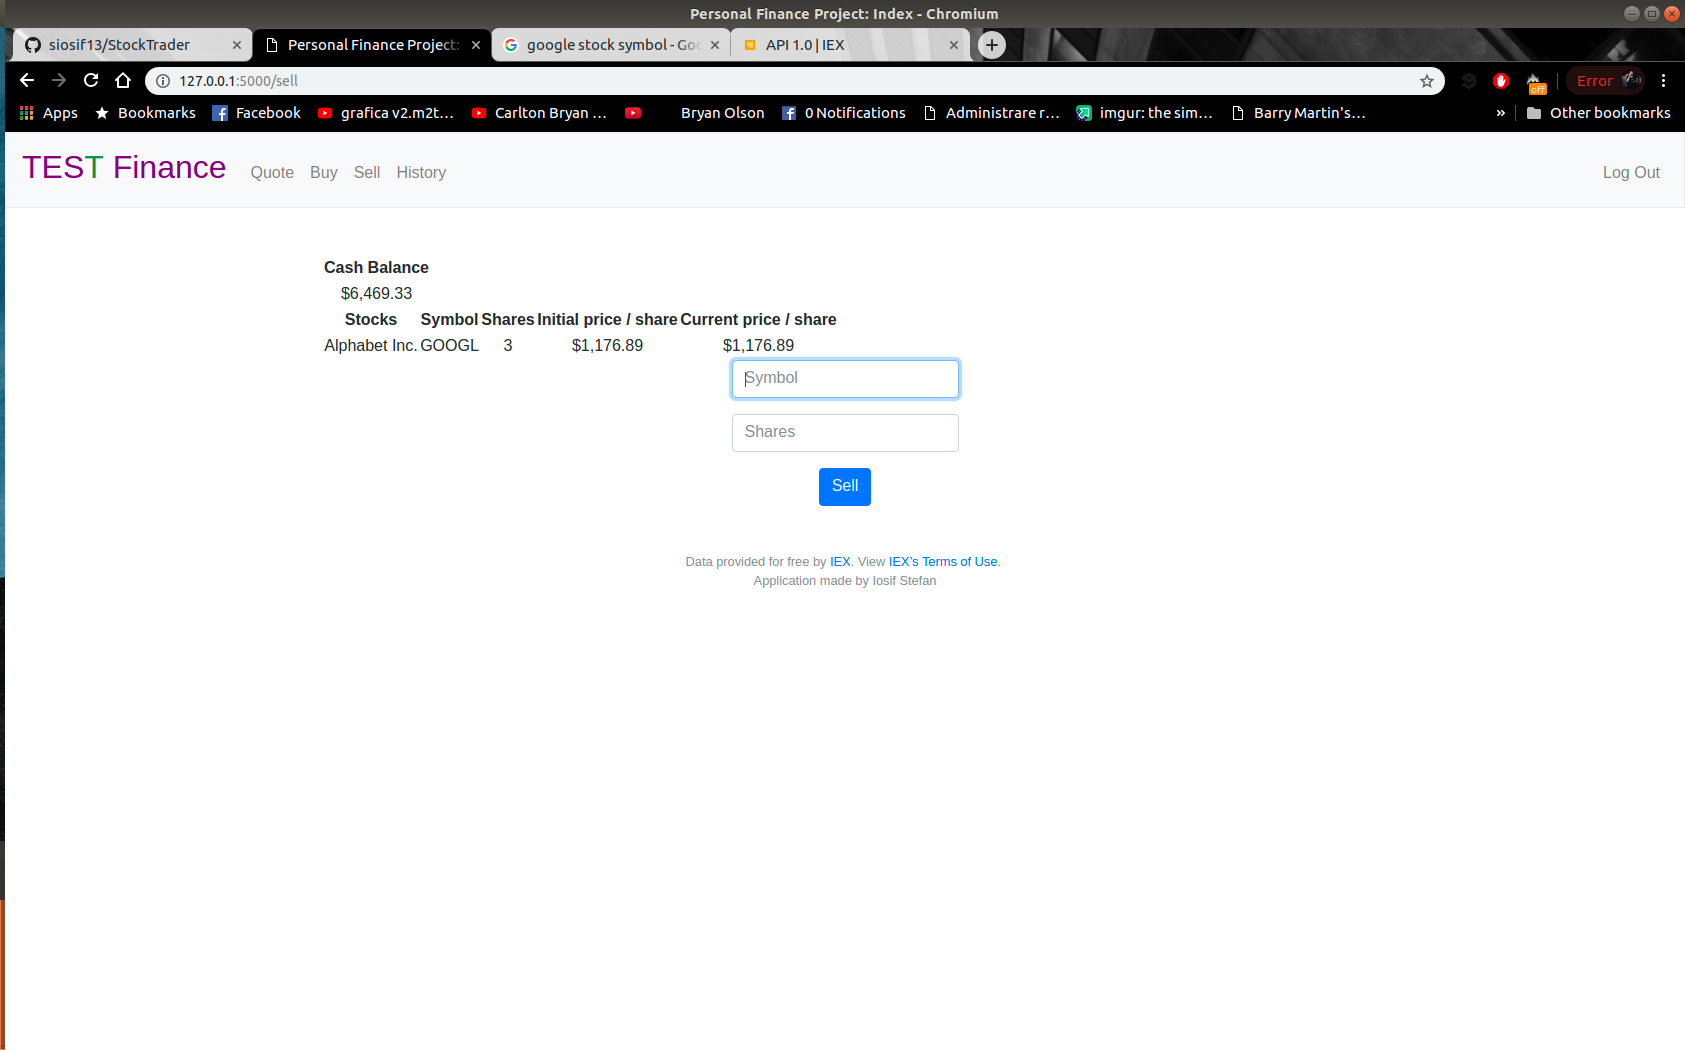 Personal Finance Project: Index - Chromium
siosif13/StockTrader
Personal Finance Project:
google stock symbol - Goo
API 1.0 | IEX
127.0.0.1:5000/sell
off
Error
Apps
Bookmarks
Facebook
grafica v2.m2t...
Carlton Bryan ...
Bryan Olson
0 Notifications
Administrare r...
imgur: the sim...
Barry Martin's...
»
Other bookmarks
TEST Finance
Quote
Buy
Sell
History
Log Out
Cash Balance
$6,469.33
Stocks Symbol Shares Initial price / share Current price / share
Alphabet Inc. GOOGL 3 $1,176.89 $1,176.89
Symbol
Shares
Sell
Data provided for free by IEX. View IEX's Terms of Use.
Application made by Iosif Stefan